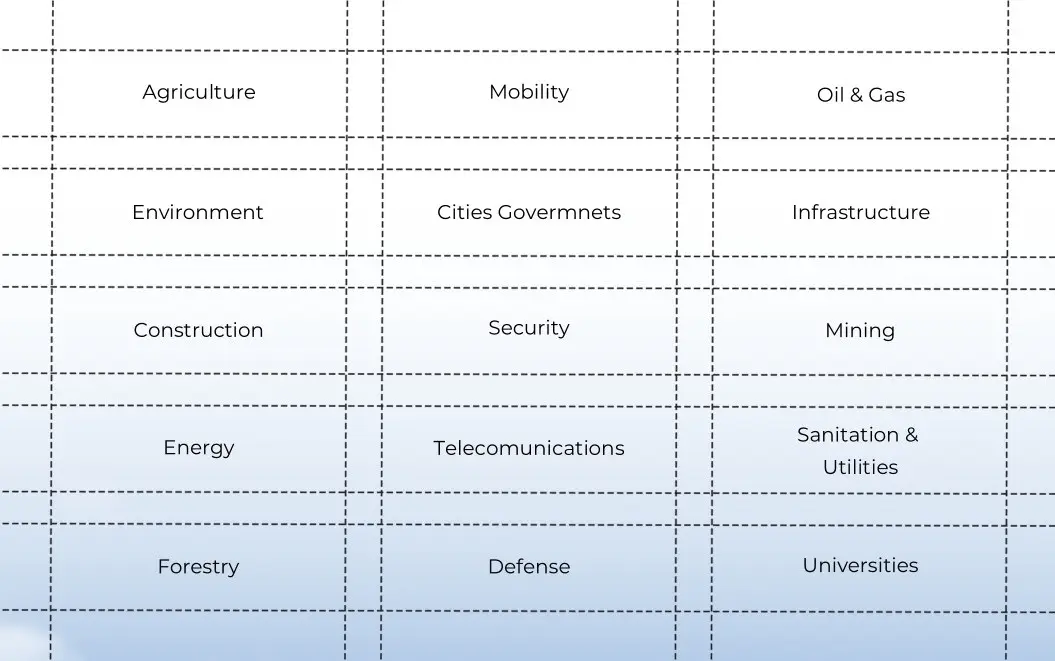 Agriculture
Mobility
Oil & Gas
Environment
Cities Govermnets
Infrastructure
Construction
Security
Mining
Energy
Telecomunications
Sanitation &
Utilities
Forestry
Defense
Universities